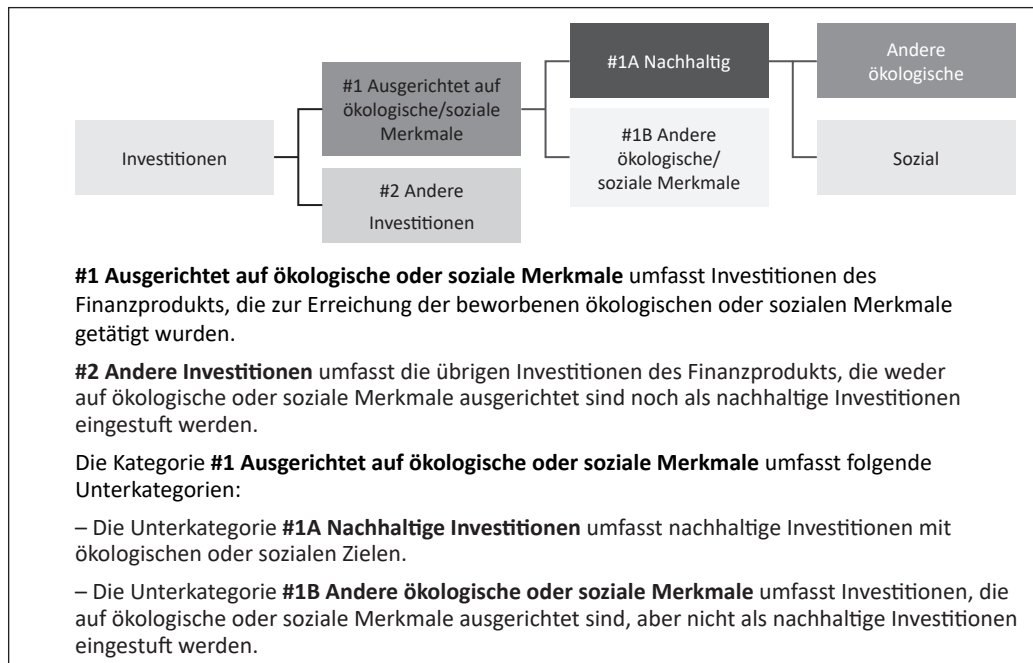 Investitionen
#1 Ausgerichtet auf
ökologische/soziale
Merkmale
#2 Andere
Investitionen
#1A Nachhaltig
#1B Andere
ökologische/
soziale Merkmale
Andere
ökologische
Sozial
#1 Ausgerichtet auf ökologische oder soziale Merkmale umfasst Investitionen des
Finanzprodukts, die zur Erreichung der beworbenen ökologischen oder sozialen Merkmale
getätigt wurden.
#2 Andere Investitionen umfasst die übrigen Investitionen des Finanzprodukts, die weder
auf ökologische oder soziale Merkmale ausgerichtet sind noch als nachhaltige Investitionen
eingestuft werden.
Die Kategorie #1 Ausgerichtet auf ökologische oder soziale Merkmale umfasst folgende
Unterkategorien:
– Die Unterkategorie #1A Nachhaltige Investitionen umfasst nachhaltige Investitionen mit
ökologischen oder sozialen Zielen.
– Die Unterkategorie #1B Andere ökologische oder soziale Merkmale umfasst Investitionen, die
auf ökologische oder soziale Merkmale ausgerichtet sind, aber nicht als nachhaltige Investitionen
eingestuft werden.